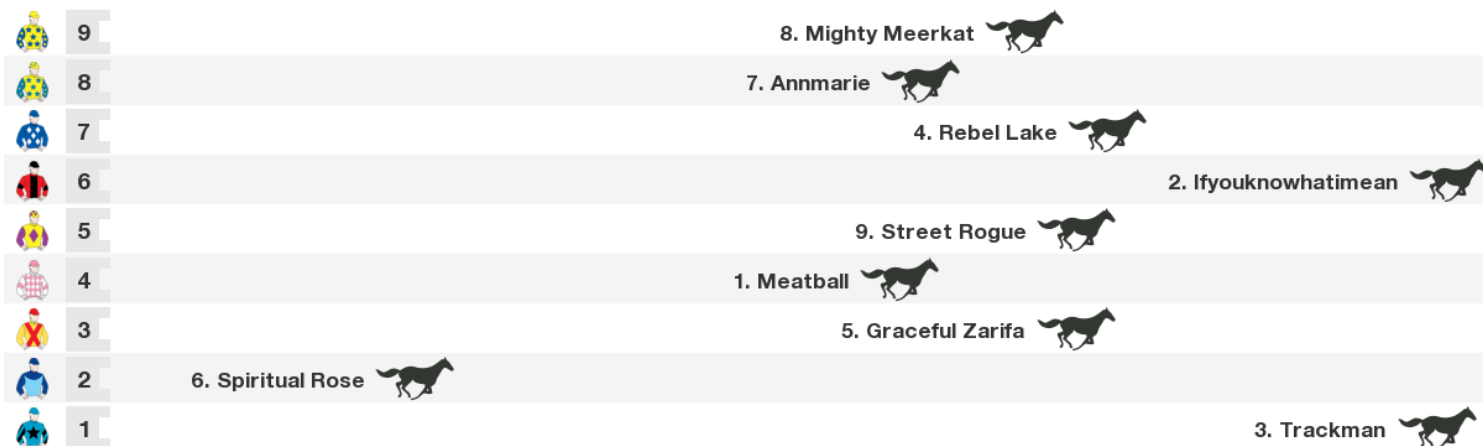 9 8. Mighty Meerkat
8 7. Annmarie
7 4. Rebel Lake
6 2. Ifyouknowhatimean
5 9. Street Rogue
4 1. Meatball
3 5. Graceful Zarifa
2 6. Spiritual Rose
1 3. Trackman